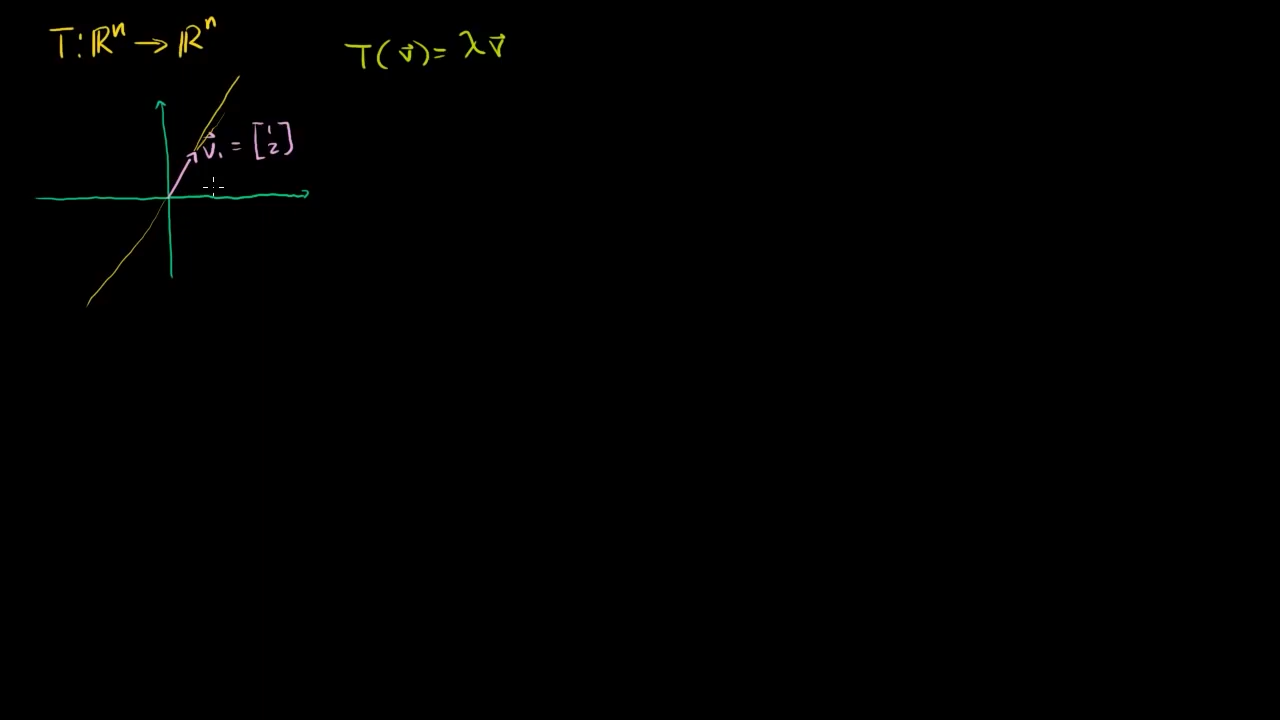 T: ℝⁿ → ℝⁿ
T(v⃗) = λv⃗
v⃗₁ = [1 2]